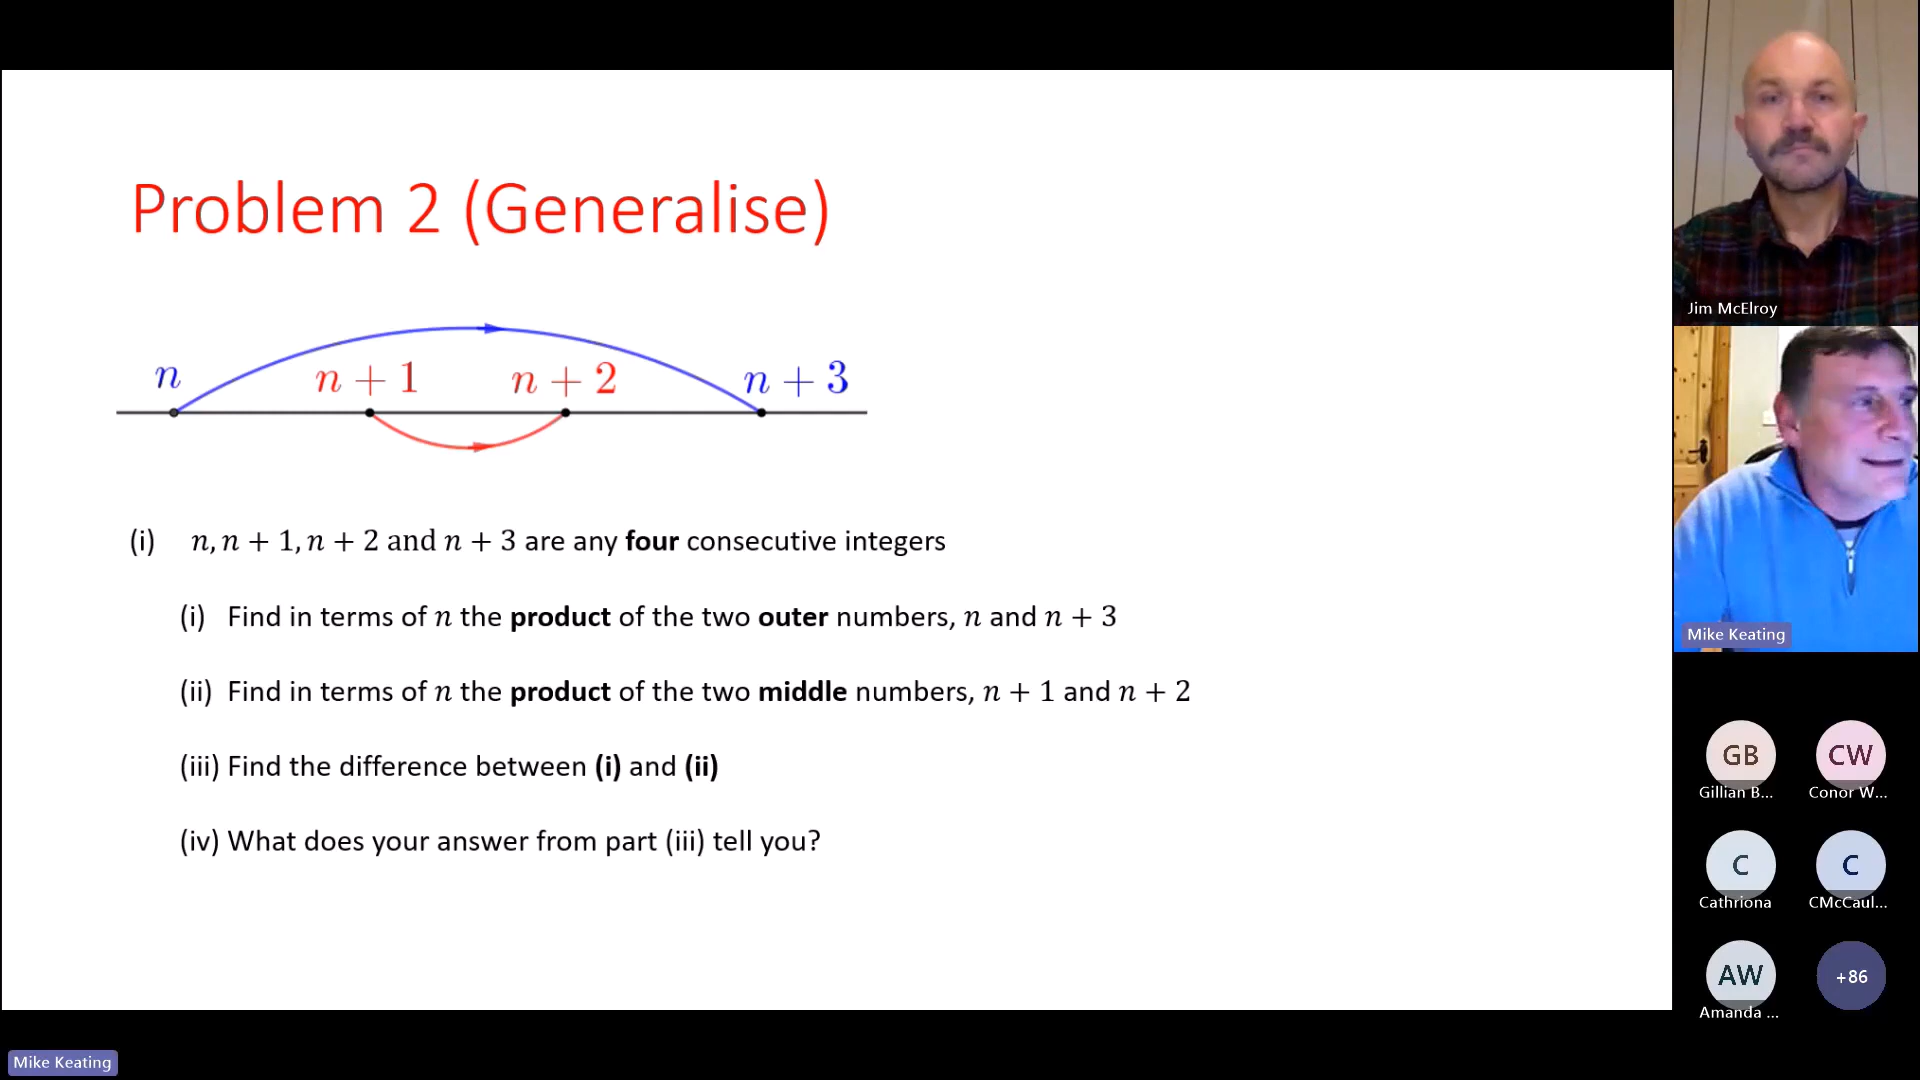 Problem 2 (Generalise)
n n + 1 n + 2 n + 3
(i) n, n + 1, n + 2 and n + 3 are any four consecutive integers
(i) Find in terms of n the product of the two outer numbers, n and n + 3
(ii) Find in terms of n the product of the two middle numbers, n + 1 and n + 2
(iii) Find the difference between (i) and (ii)
(iv) What does your answer from part (iii) tell you?
Jim McElroy
Mike Keating
GB CW
Gillian B... Conor W...
C C
Cathriona CMcCaul...
AW +86
Amanda ...
Mike Keating